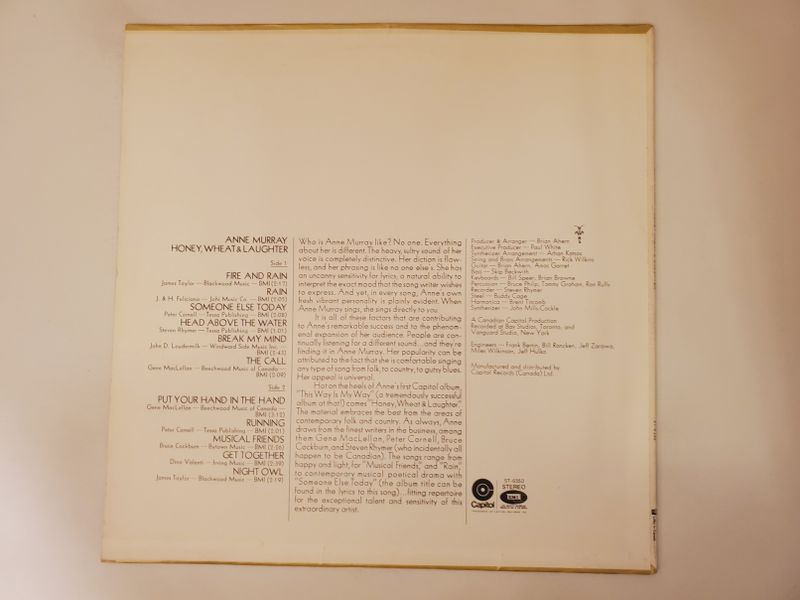 ANNE MURRAY
HONEY, WHEAT & LAUGHTER
Side 1
FIRE AND RAIN
James Taylor — Blackwood Music — BMI (2:17)
RAIN
J. & H. Feliciano — Johi Music Co. — BMI (2:05)
SOMEONE ELSE TODAY
Peter Cornell — Tessa Publishing — BMI (2:08)
HEAD ABOVE THE WATER
Steven Rhymer — Tessa Publishing — BMI (1:01)
BREAK MY MIND
John D. Loudermilk — Windward Side Music Inc. —
BMI (2:43)
THE CALL
Gene MacLellan — Beechwood Music of Canada —
BMI (2:09)
Side 2
PUT YOUR HAND IN THE HAND
Gene MacLellan — Beechwood Music of Canada —
BMI (3:12)
RUNNING
Peter Cornell — Tessa Publishing — BMI (2:01)
MUSICAL FRIENDS
Bruce Cockburn — Bytown Music — BMI (2:56)
GET TOGETHER
Dino Valenti — Irving Music — BMI (2:39)
NIGHT OWL
James Taylor — Blackwood Music — BMI (2:19)
Who is Anne Murray like? No one. Everything
about her is different. The heavy, sultry sound of her
voice is completely distinctive. Her diction is flaw-
less, and her phrasing is like no one else's. She has
an uncanny sensitivity for lyrics, a natural ability to
interpret the exact mood that the song writer wishes
to express. And yet, in every song, Anne's own
fresh vibrant personality is plainly evident. When
Anne Murray sings, she sings directly to you.
It is all of these factors that are contributing
to Anne's remarkable success and to the phenom-
enal expansion of her audience. People are con-
tinually listening for a different sound...and they're
finding it in Anne Murray. Her popularity can be
attributed to the fact that she is comfortable singing
any type of song from folk, to country, to gutsy blues.
Her appeal is universal.
Hot on the heels of Anne's first Capitol album,
"This Way Is My Way" (a tremendously successful
album at that!) comes "Honey, Wheat & Laughter."
The material embraces the best from the areas of
contemporary folk and country. As always, Anne
draws from the finest writers in the business, among
them Gene MacLellan, Peter Cornell, Bruce
Cockburn, and Steven Rhymer (who incidentally all
happen to be Canadian). The songs range from
happy and light, for "Musical Friends," and "Rain,"
to contemporary musical poetical drama with
"Someone Else Today" (the album title can be
found in the lyrics to this song)...fitting repertoire
for the exceptional talent and sensitivity of this
extraordinary artist.
Producer & Arranger — Brian Ahern
Executive Producer — Paul White
Synthesizer Arrangement —
String and Brass Arrangements — Rick Wilkins
Guitar — Brian Ahern, Amos Garret
Bass — Skip Beckwith
Keyboards — Bill Speer, Brian Browne
Recorder — Steven Rhymer
Percussion — Bruce Philp, Tommy Graham, Ron Rully
Steel — Buddy Cage
Harmonica — Brent Titcomb
Synthesizer — John Mills Cockle
A Canadian Capitol Production
Recorded at Bay Studios, Toronto, and
Vanguard Studio, New York
Engineers — Frank Bertin, Bill Roncken, Jeff Zarawa,
Miles Wilkinson, Jeff Hulko
Manufactured and distributed by
Capitol Records (Canada) Ltd.
Capitol
ST-6350
STEREO
EMI